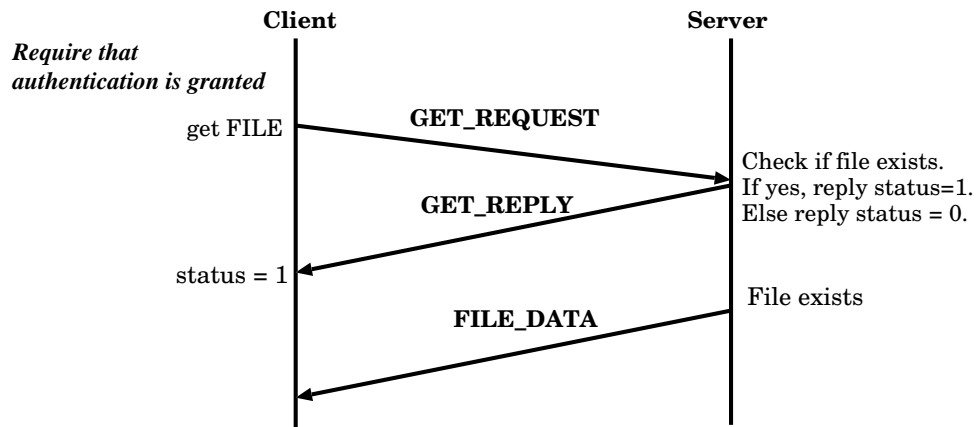 Client
Server
Require that
authentication is granted
get FILE
GET_REQUEST
Check if file exists.
If yes, reply status=1.
Else reply status = 0.
GET_REPLY
status = 1
File exists
FILE_DATA